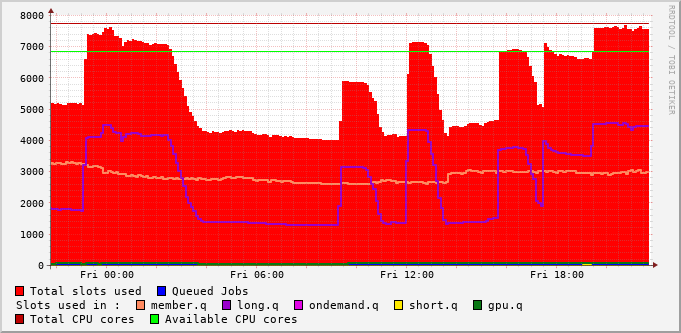 8000
7000
6000
5000
4000
3000
2000
1000
0
Fri 00:00 Fri 06:00 Fri 12:00 Fri 18:00
RRDTOOL / TOBI OETIKER
Total slots used Queued Jobs
Slots used in : member.q long.q ondemand.q short.q gpu.q
Total CPU cores Available CPU cores